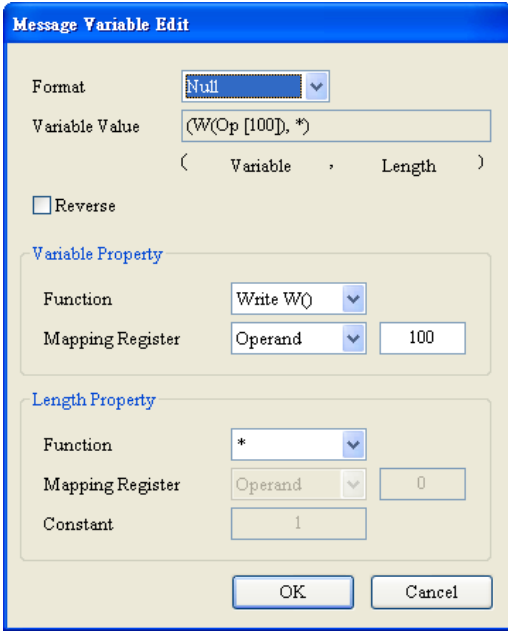 Message Variable Edit
Format Null
Variable Value (W(Op [100]), *)
( Variable , Length )
Reverse
Variable Property
Function Write W()
Mapping Register Operand 100
Length Property
Function *
Mapping Register Operand 0
Constant 1
OK Cancel